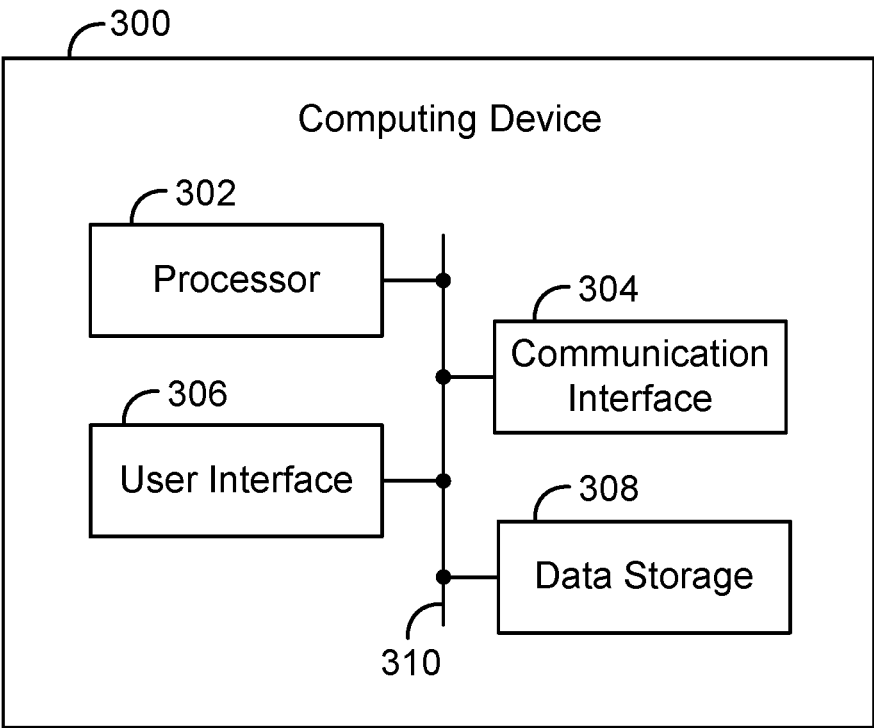 300
Computing Device
302
Processor
304
Communication
Interface
306
User Interface
308
Data Storage
310